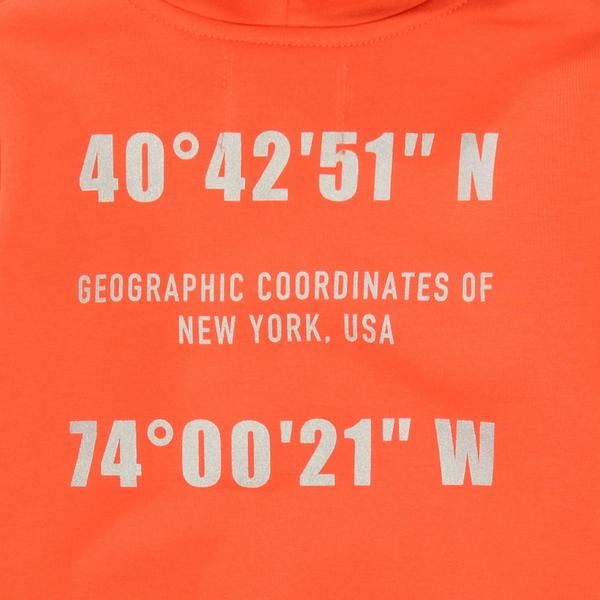 40°42'51" N
GEOGRAPHIC COORDINATES OF
NEW YORK, USA
74°00'21" W